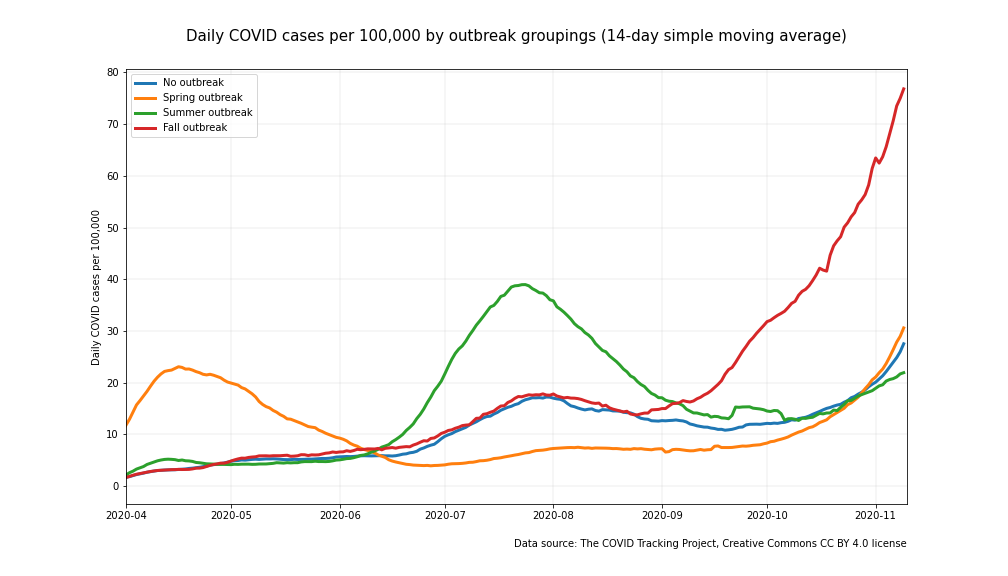 Daily COVID cases per 100,000 by outbreak groupings (14-day simple moving average)
80
70
60
50
40
30
20
10
0
Daily COVID cases per 100,000
No outbreak
Spring outbreak
Summer outbreak
Fall outbreak
2020-04 2020-05 2020-06 2020-07 2020-08 2020-09 2020-10 2020-11
Data source: The COVID Tracking Project, Creative Commons CC BY 4.0 license